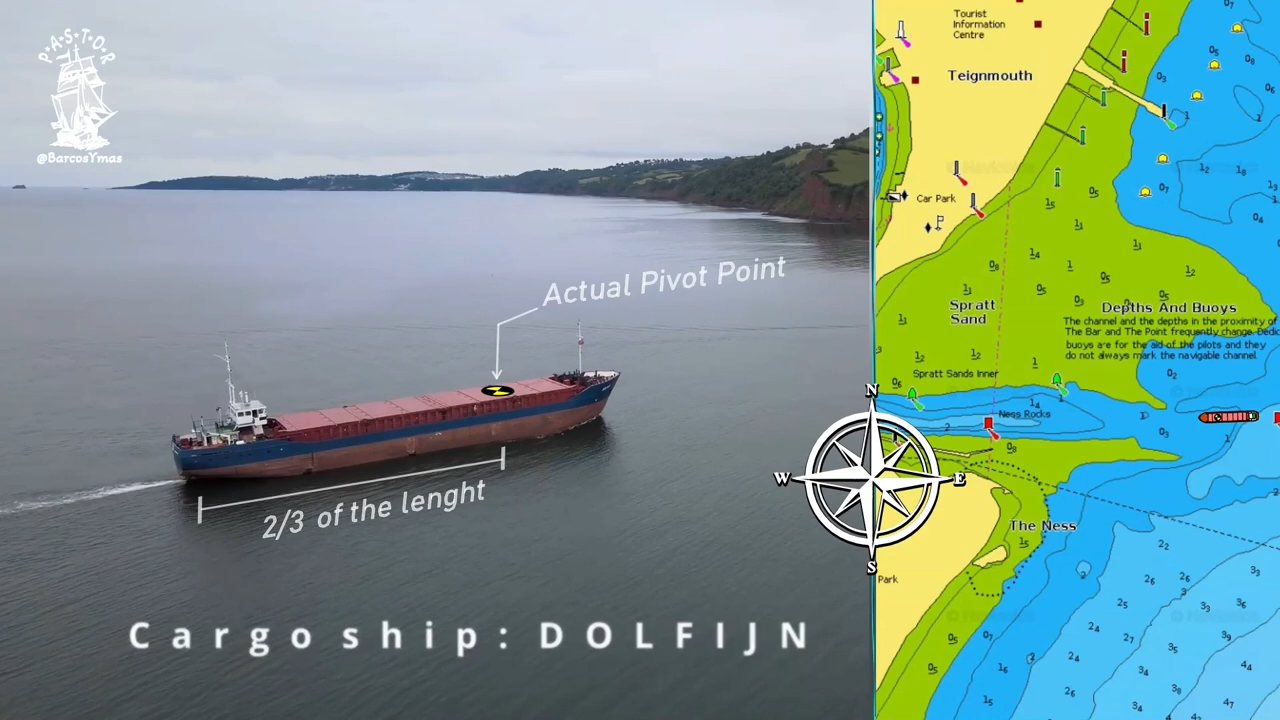 P·A·S·T·O·R
@BarcosYmas
Actual Pivot Point
2/3 of the lenght
Cargo ship: DOLFIJN
Tourist
Information
Centre
Teignmouth
Car Park
Spratt
Sand
Depths And Buoys
The channel and the depths in the proximity of
The Bar and The Point frequently change. Dedic
buoys are for the aid of the pilots and they
do not always mark the navigable channel
Spratt Sands Inner
Ness Rocks
N
W
E
S
The Ness
Park